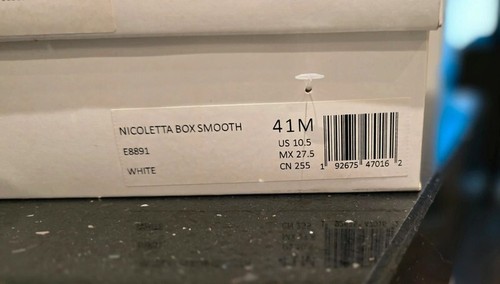 NICOLETTA BOX SMOOTH
E8891
WHITE
41M
US 10.5
MX 27.5
CN 255
1 92675 47016 2